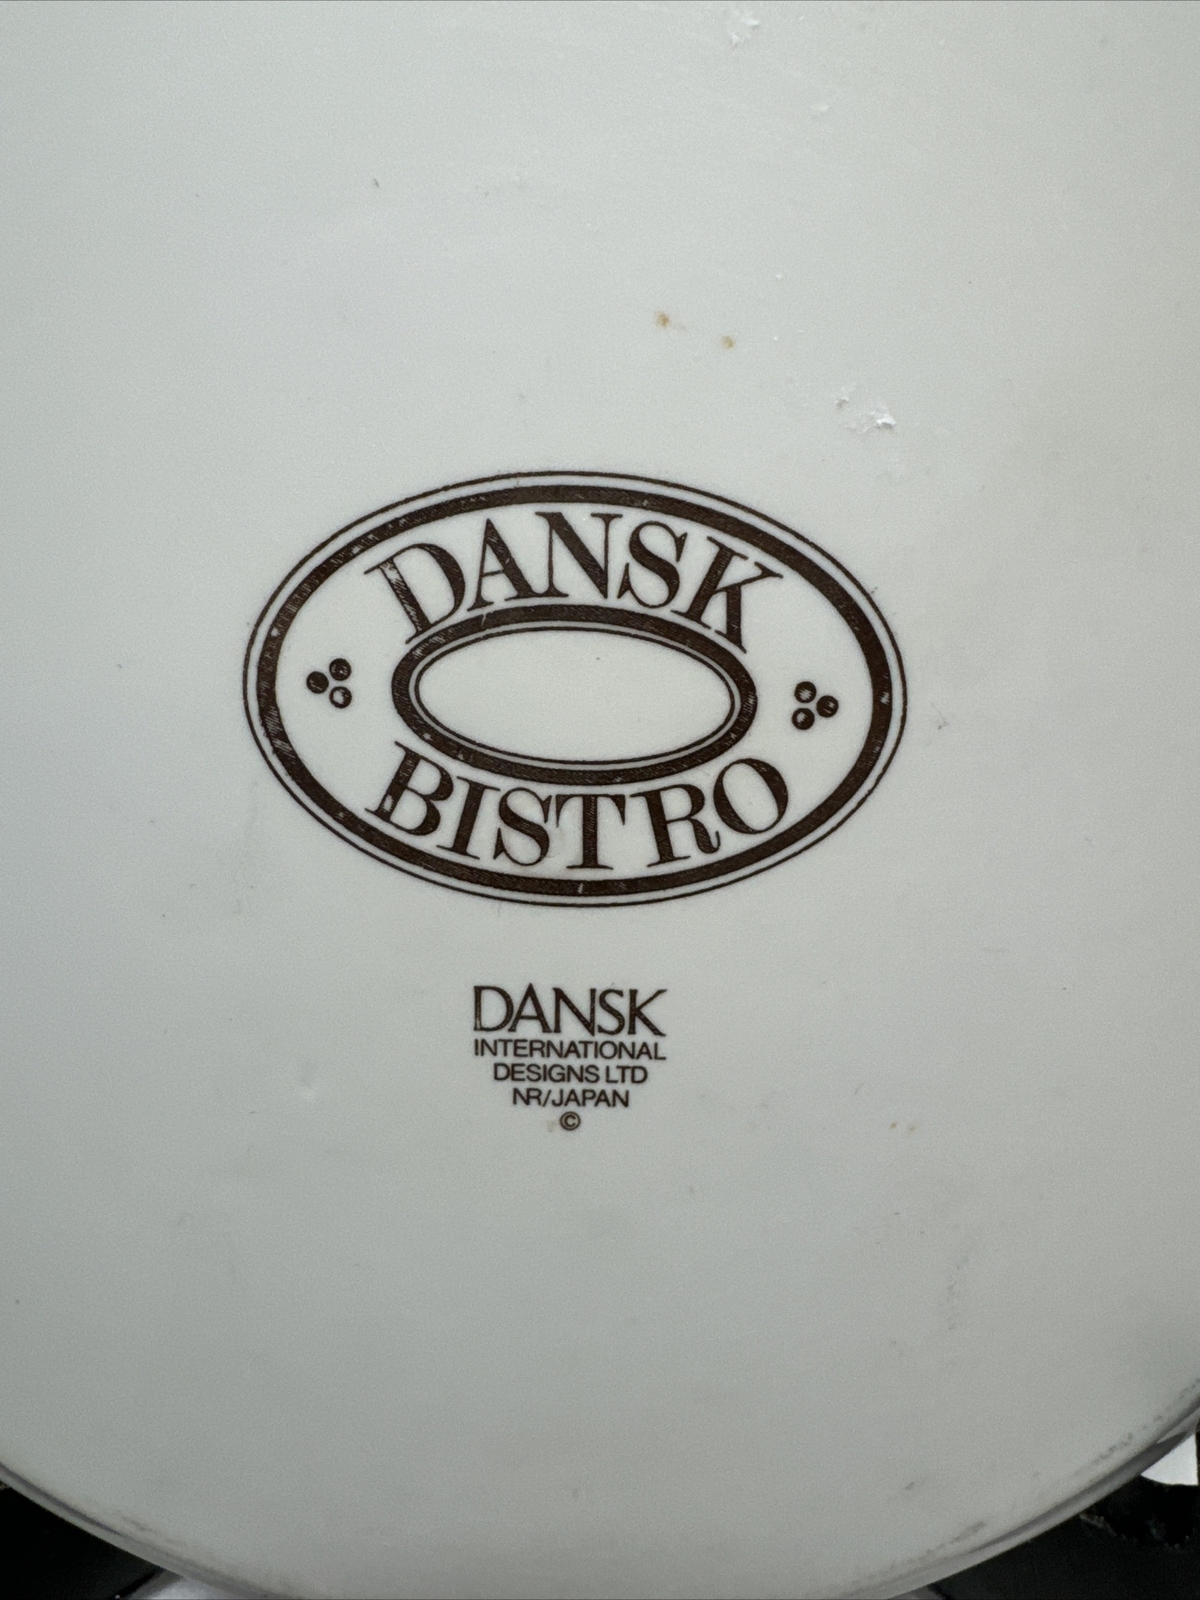 DANSK
BISTRO
DANSK
INTERNATIONAL
DESIGNS LTD
NR/JAPAN
©